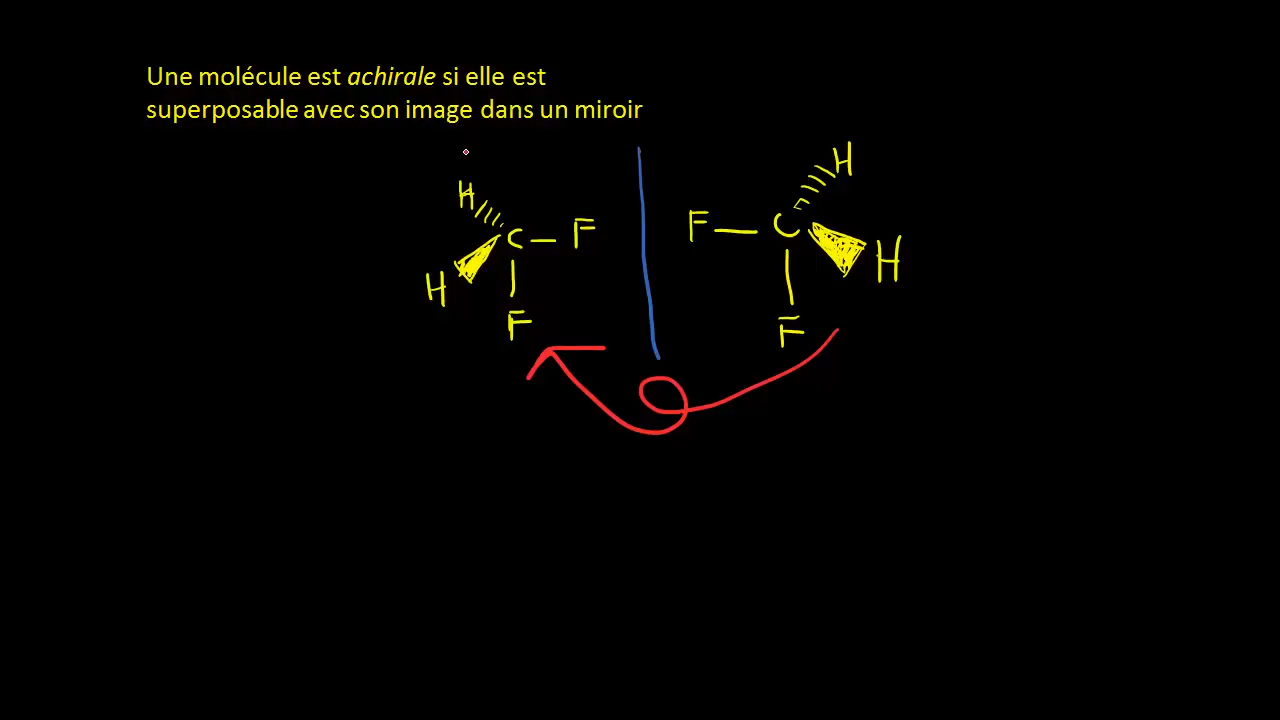 Une molécule est achirale si elle est
superposable avec son image dans un miroir
H
H
C
F
F
C
H
H
F
F